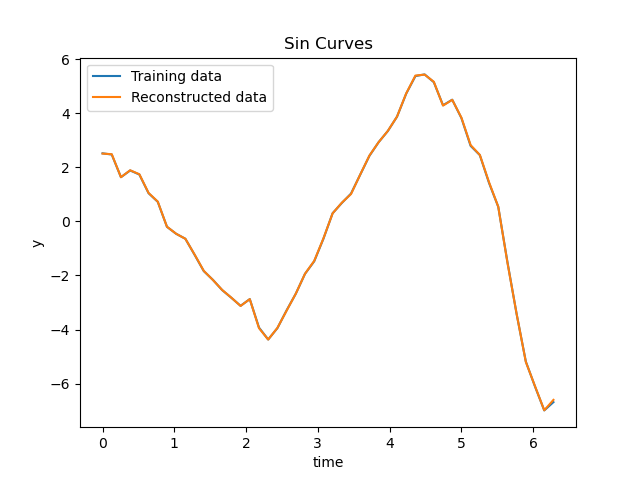 Sin Curves
Training data
Reconstructed data
6
4
2
0
−2
−4
−6
y
0 1 2 3 4 5 6
time